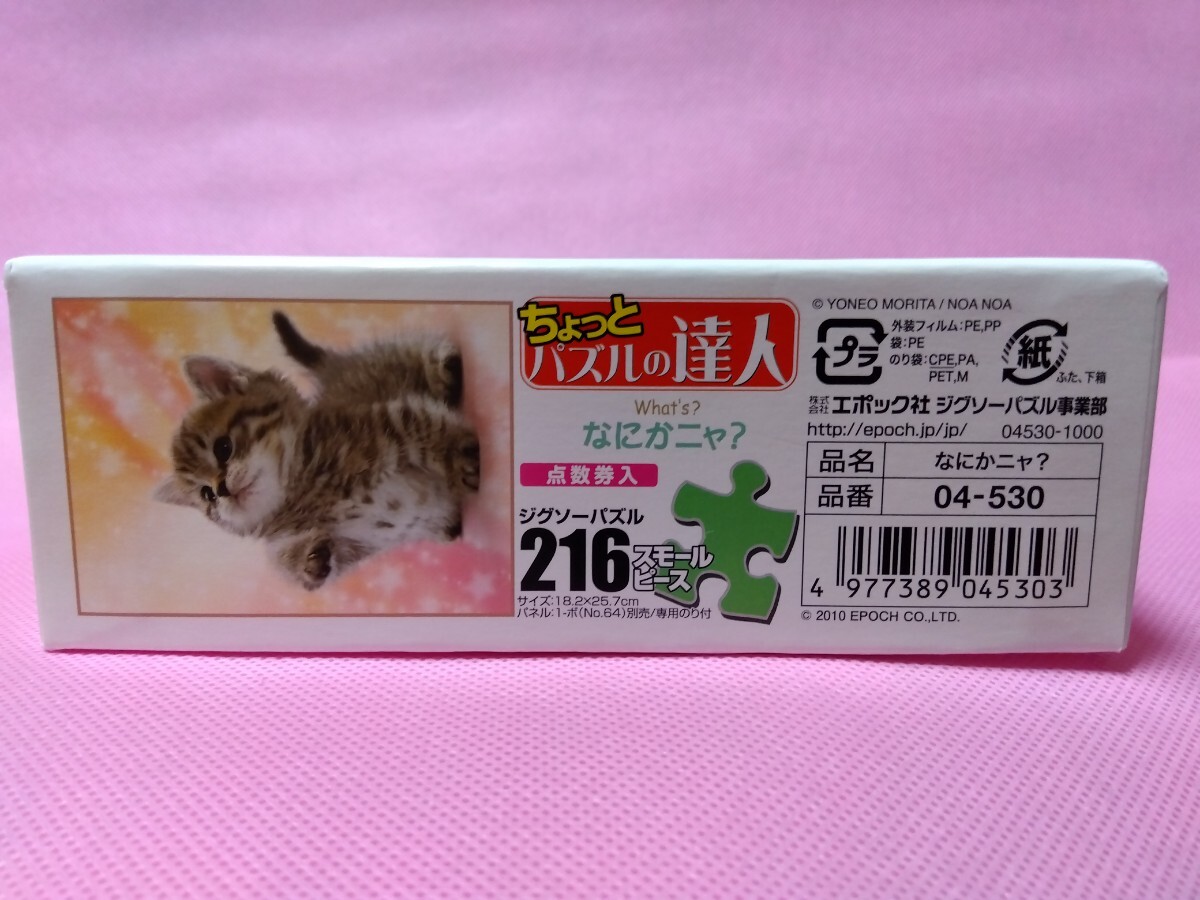 ちょっと
パズルの達人
What's?
なにかニャ?
点数券入
ジグソーパズル
216スモール
ピース
サイズ:18.2×25.7cm
パネル:1-ボ(No.64)別売/専用のり付
© YONEO MORITA / NOA NOA
プラ
外装フィルム:PE,PP
袋:PE
のり袋:CPE,PA,
PET,M
紙
ふた、下箱
株式会社 エポック社 ジグソーパズル事業部
http://epoch.jp/jp/ 04530-1000
品名 なにかニャ?
品番 04-530
4 977389 045303
© 2010 EPOCH CO.,LTD.